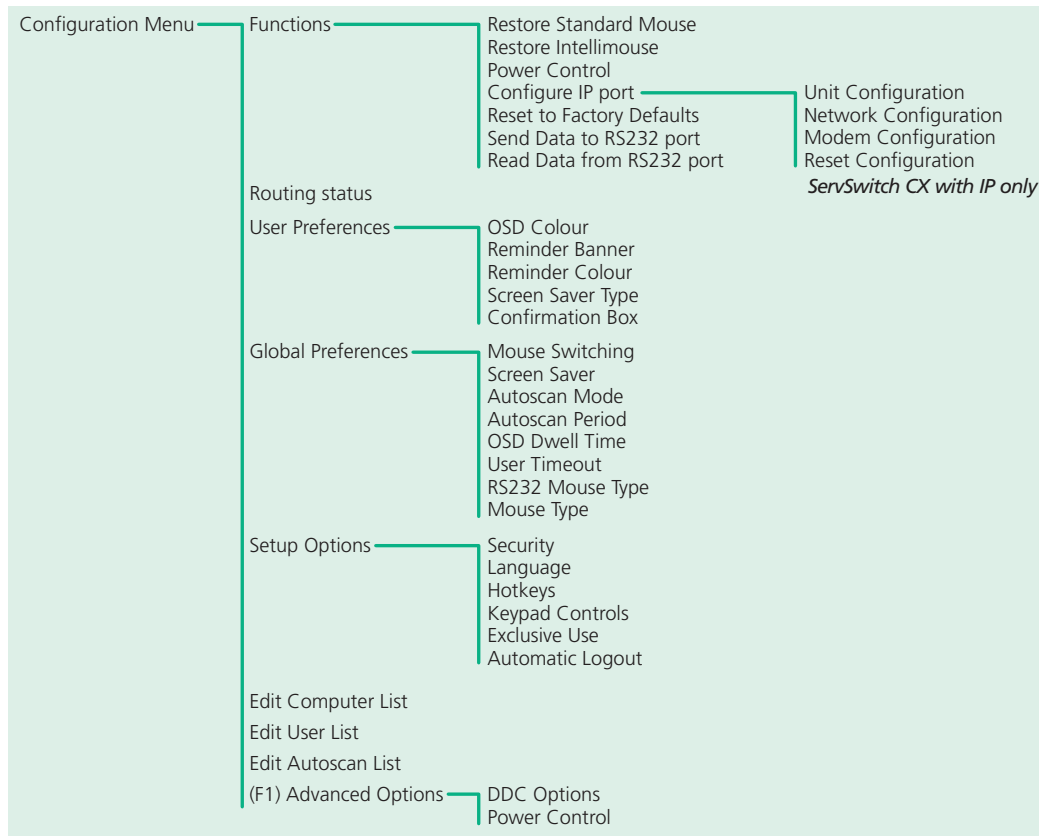 Configuration Menu
Functions
Restore Standard Mouse
Restore Intellimouse
Power Control
Configure IP port
Unit Configuration
Network Configuration
Modem Configuration
Reset Configuration
ServSwitch CX with IP only
Reset to Factory Defaults
Send Data to RS232 port
Read Data from RS232 port
Routing status
User Preferences
OSD Colour
Reminder Banner
Reminder Colour
Screen Saver Type
Confirmation Box
Global Preferences
Mouse Switching
Screen Saver
Autoscan Mode
Autoscan Period
OSD Dwell Time
User Timeout
RS232 Mouse Type
Mouse Type
Setup Options
Security
Language
Hotkeys
Keypad Controls
Exclusive Use
Automatic Logout
Edit Computer List
Edit User List
Edit Autoscan List
(F1) Advanced Options
DDC Options
Power Control